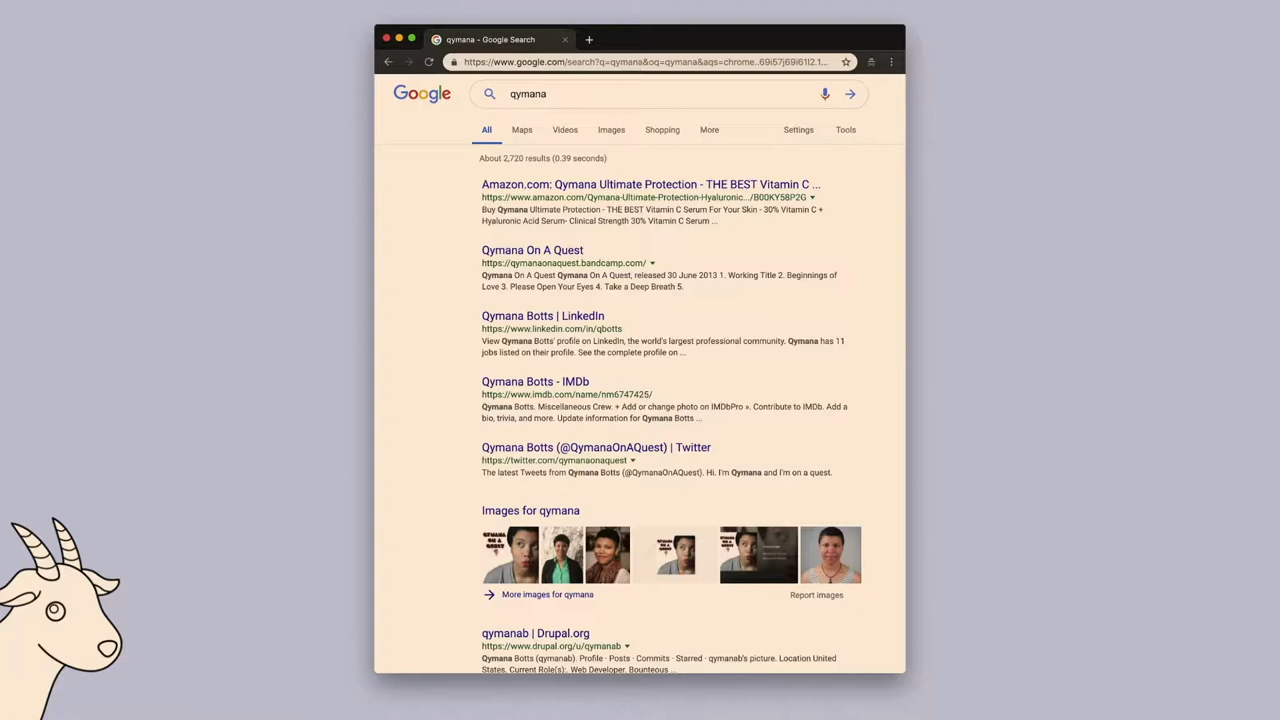 qymana - Google Search
https://www.google.com/search?q=qymana&oq=qymana&aqs=chrome..69i57j69i61l2.1...
Google
qymana
All Maps Videos Images Shopping More Settings Tools
About 2,720 results (0.39 seconds)
Amazon.com: Qymana Ultimate Protection - THE BEST Vitamin C ...
https://www.amazon.com/Qymana-Ultimate-Protection-Hyaluronic.../B00KY58P2G
Buy Qymana Ultimate Protection - THE BEST Vitamin C Serum For Your Skin - 30% Vitamin C +
Hyaluronic Acid Serum- Clinical Strength 30% Vitamin C Serum ...
Qymana On A Quest
https://qymanaonaquest.bandcamp.com/
Qymana On A Quest Qymana On A Quest, released 30 June 2013 1. Working Title 2. Beginnings of
Love 3. Please Open Your Eyes 4. Take a Deep Breath 5.
Qymana Botts | LinkedIn
https://www.linkedin.com/in/qbotts
View Qymana Botts' profile on LinkedIn, the world's largest professional community. Qymana has 11
jobs listed on their profile. See the complete profile on ...
Qymana Botts - IMDb
https://www.imdb.com/name/nm6747425/
Qymana Botts. Miscellaneous Crew. + Add or change photo on IMDbPro ». Contribute to IMDb. Add a
bio, trivia, and more. Update information for Qymana Botts ...
Qymana Botts (@QymanaOnAQuest) | Twitter
https://twitter.com/qymanaonaquest
The latest Tweets from Qymana Botts (@QymanaOnAQuest). Hi. I'm Qymana and I'm on a quest.
Images for qymana
QYMANA
ON A
QUEST
More images for qymana
Report images
qymanab | Drupal.org
https://www.drupal.org/u/qymanab
Qymana Botts (qymanab). Profile · Posts · Commits · Starred · qymanab's picture. Location United
States. Current Role(s):. Web Developer. Bounteous ...